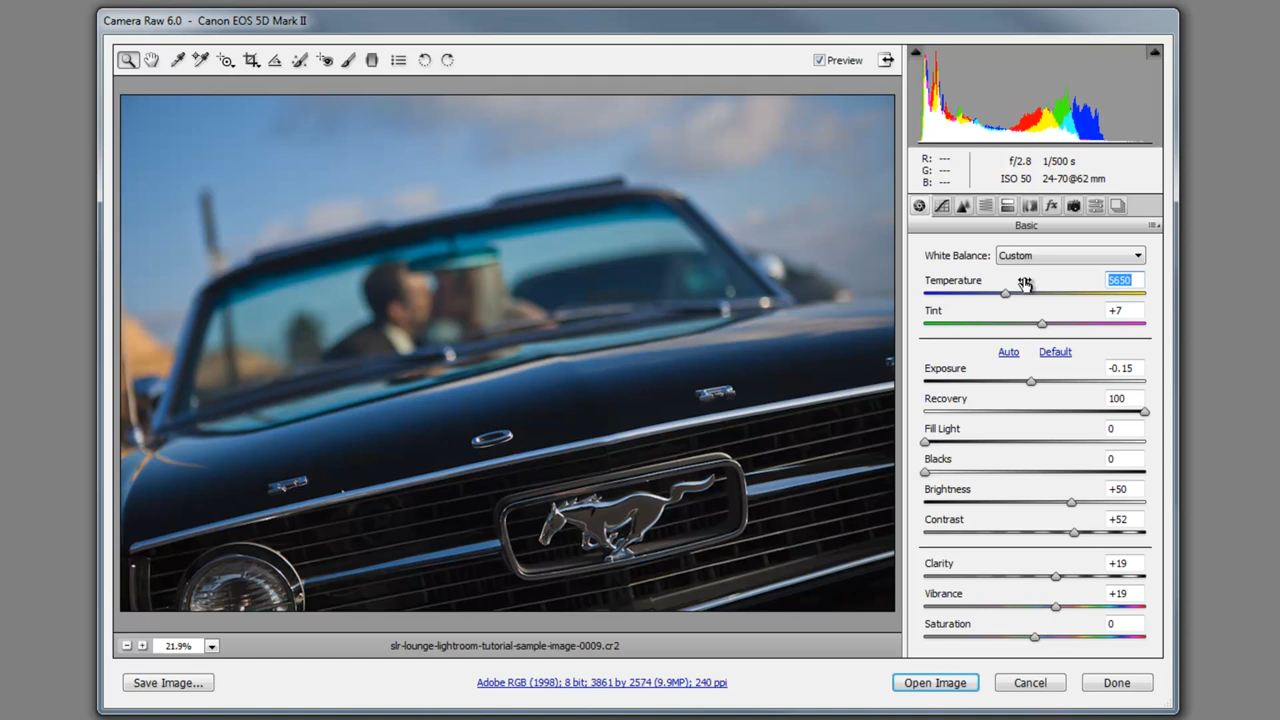 Camera Raw 6.0 - Canon EOS 5D Mark II
Preview
R: ---
G: ---
B: ---
f/2.8 1/500 s
ISO 50 24-70@62 mm
fx
Basic
White Balance: Custom
Temperature 5650
Tint +7
Auto Default
Exposure -0.15
Recovery 100
Fill Light 0
Blacks 0
Brightness +50
Contrast +52
Clarity +19
Vibrance +19
Saturation 0
F O R
21.9% slr-lounge-lightroom-tutorial-sample-image-0009.cr2
Save Image... Adobe RGB (1998); 8 bit; 3861 by 2574 (9.9MP); 240 ppi Open Image Cancel Done